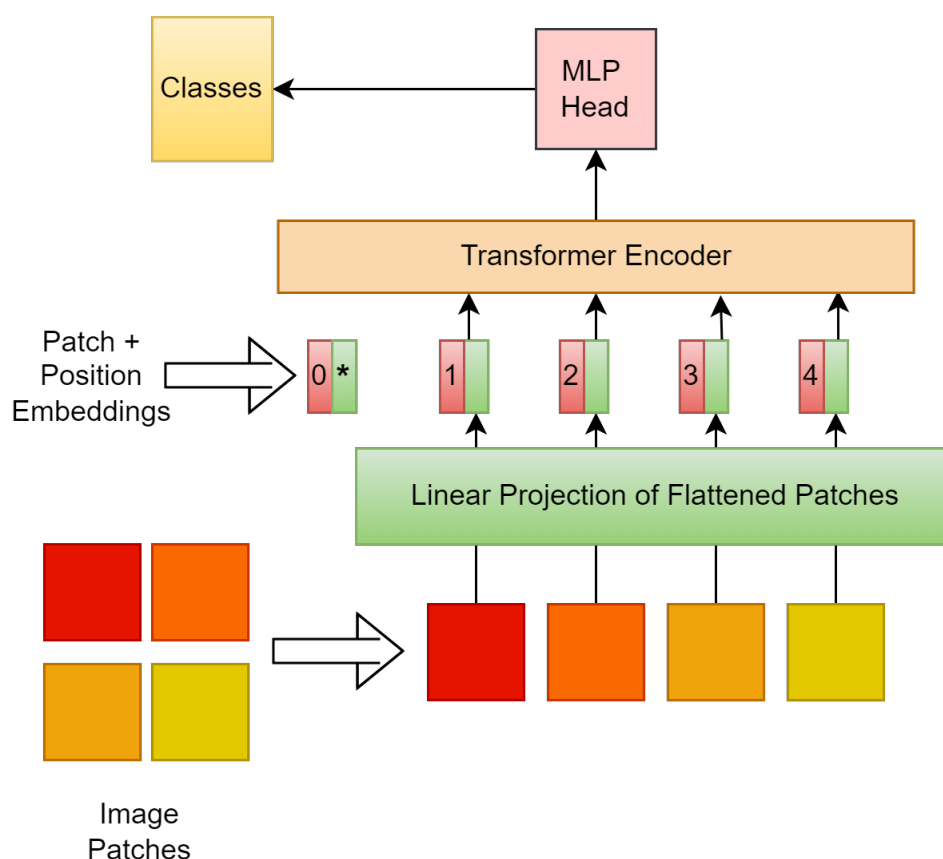 Classes
MLP
Head
Transformer Encoder
Patch +
Position
Embeddings
0 * 1 2 3 4
Linear Projection of Flattened Patches
Image
Patches